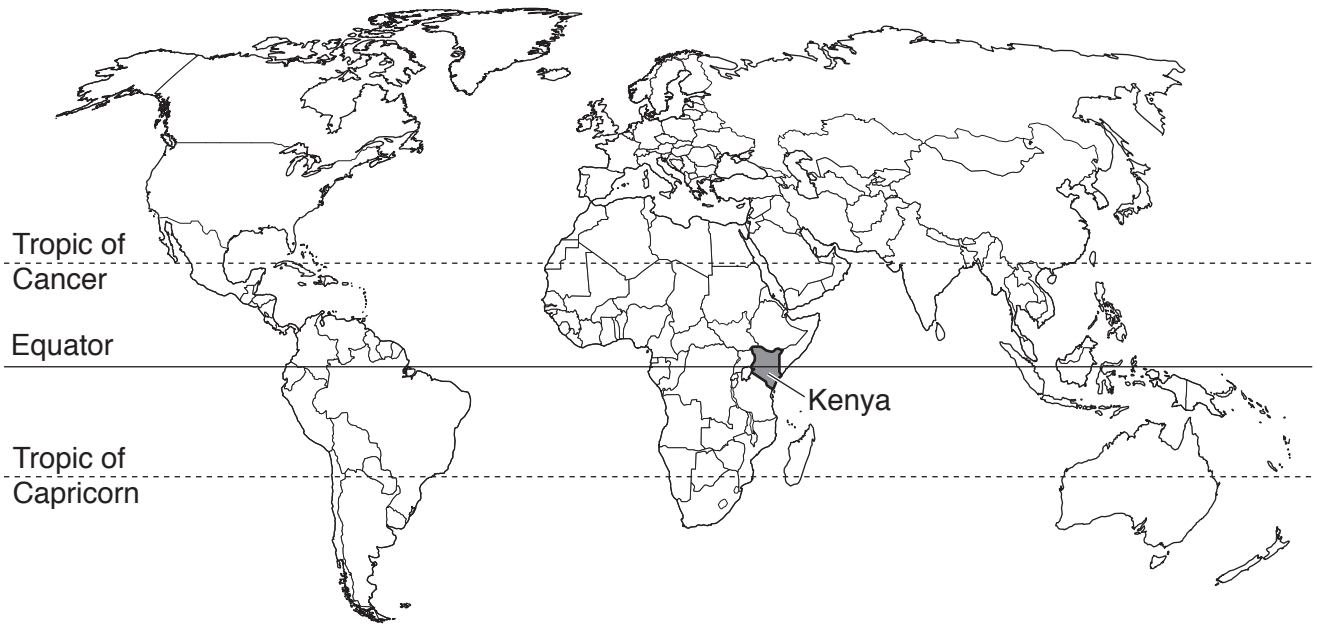 Tropic of
Cancer
Equator
Kenya
Tropic of
Capricorn